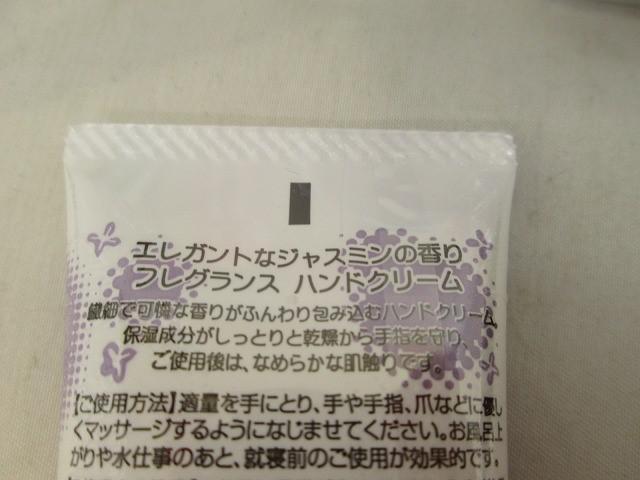 エレガントなジャスミンの香り
フレグランス ハンドクリーム
繊細で可憐な香りがふんわり包み込むハンドクリーム。
保湿成分がしっとりと乾燥から手指を守り、
ご使用後は、なめらかな肌触りです。
【ご使用方法】適量を手にとり、手や手指、爪などに優し
くマッサージするようになじませてください。お風呂上
がりや水仕事のあと、就寝前のご使用が効果的です。